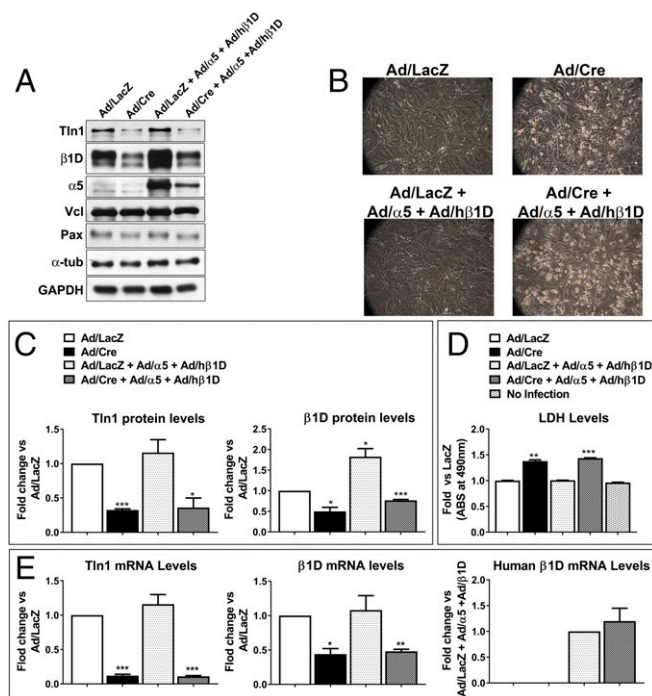 A
Ad/LacZ
Ad/Cre
Ad/LacZ + Ad/α5 + Ad/hβ1D
Ad/Cre + Ad/α5 +Ad/hβ1D
Tln1
β1D
α5
Vcl
Pax
α-tub
GAPDH
B
Ad/LacZ
Ad/Cre
Ad/LacZ +
Ad/α5 + Ad/hβ1D
Ad/Cre +
Ad/α5 + Ad/hβ1D
C
Ad/LacZ
Ad/Cre
Ad/LacZ + Ad/α5 + Ad/hβ1D
Ad/Cre + Ad/α5 + Ad/hβ1D
Tln1 protein levels
Fold change vs
Ad/LacZ
1.5
1.0
0.5
0.0
***
*
β1D protein levels
Fold change vs
Ad/LacZ
2.5
2.0
1.5
1.0
0.5
0.0
*
*
***
D
Ad/LacZ
Ad/Cre
Ad/LacZ + Ad/α5 + Ad/hβ1D
Ad/Cre + Ad/α5 + Ad/hβ1D
No Infection
LDH Levels
Fold vs LacZ
(ABS at 490nm)
2.0
1.5
1.0
0.5
0.0
**
***
E
Tln1 mRNA Levels
Flod change vs
Ad/LacZ
1.5
1.0
0.5
0.0
***
***
β1D mRNA levels
Flod change vs
Ad/LacZ
1.5
1.0
0.5
0.0
*
**
Human β1D mRNA Levels
Fold change vs
Ad/LacZ + Ad/α5 +Ad/β1D
2.0
1.5
1.0
0.5
0.0